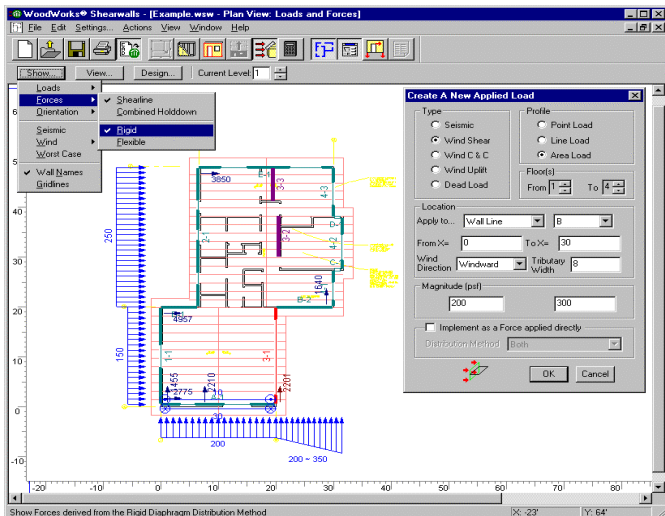 WoodWorks® Shearwalls - [Example.wsw - Plan View: Loads and Forces]
File Edit Settings... Actions View Window Help
Show... View... Design... Current Level: 1
Loads
Forces
Orientation
Seismic
Wind
Worst Case
Wall Names
Gridlines
Shearline
Combined Holddown
Rigid
Flexible
Create A New Applied Load
Type
Seismic
Wind Shear
Wind C & C
Wind Uplift
Dead Load
Profile
Point Load
Line Load
Area Load
Floor(s)
From 1 To 4
Location
Apply to... Wall Line B
From X= 0 To X= 30
Wind Direction Windward Tributary Width 8
Magnitude (psf)
200 300
Implement as a Force applied directly
Distribution Method Both
OK Cancel
3850
3-3
4-3
2-1
3-2
D-1
4-2
C-1
1640
B-2
4957
1-1
3-1
1455
2775
2210
2201
30
250
150
200
200 ~ 350
40
30
20
10
0
-10
-20 -10 0 10 20 30 40 50 60 70 80
Show Forces derived from the Rigid Diaphragm Distribution Method
X: -23' Y: 64'